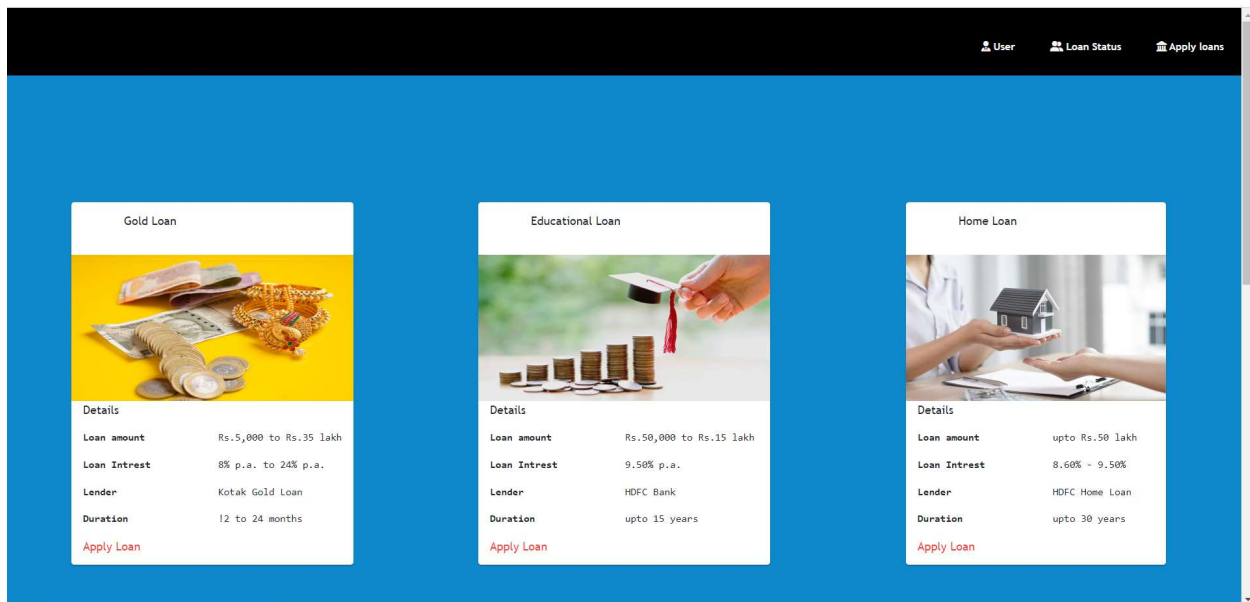 User Loan Status Apply loans
Gold Loan
Details
Loan amount Rs.5,000 to Rs.35 lakh
Loan Intrest 8% p.a. to 24% p.a.
Lender Kotak Gold Loan
Duration !2 to 24 months
Apply Loan
Educational Loan
Details
Loan amount Rs.50,000 to Rs.15 lakh
Loan Intrest 9.50% p.a.
Lender HDFC Bank
Duration upto 15 years
Apply Loan
Home Loan
Details
Loan amount upto Rs.50 lakh
Loan Intrest 8.60% - 9.50%
Lender HDFC Home Loan
Duration upto 30 years
Apply Loan